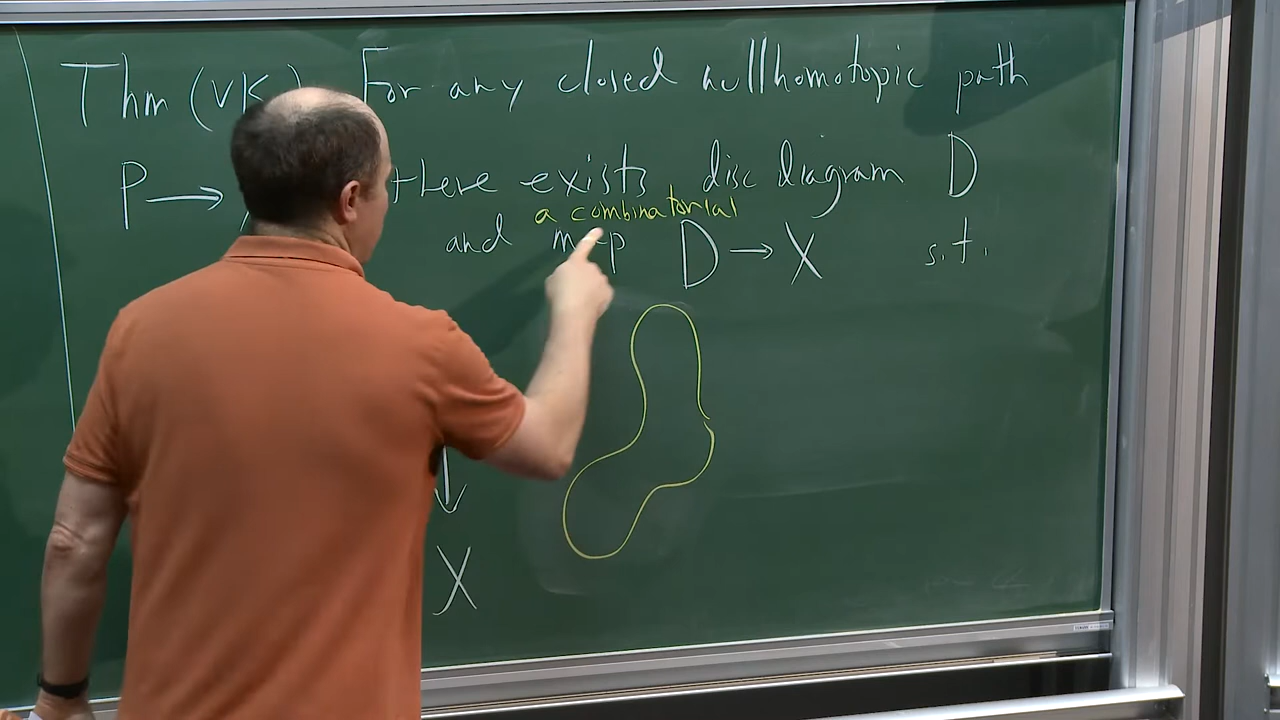 Thm (VK) For any closed nullhomotopic path
P → there exists disc diagram D
a combinatorial
and map D → X s.t.
↓
X